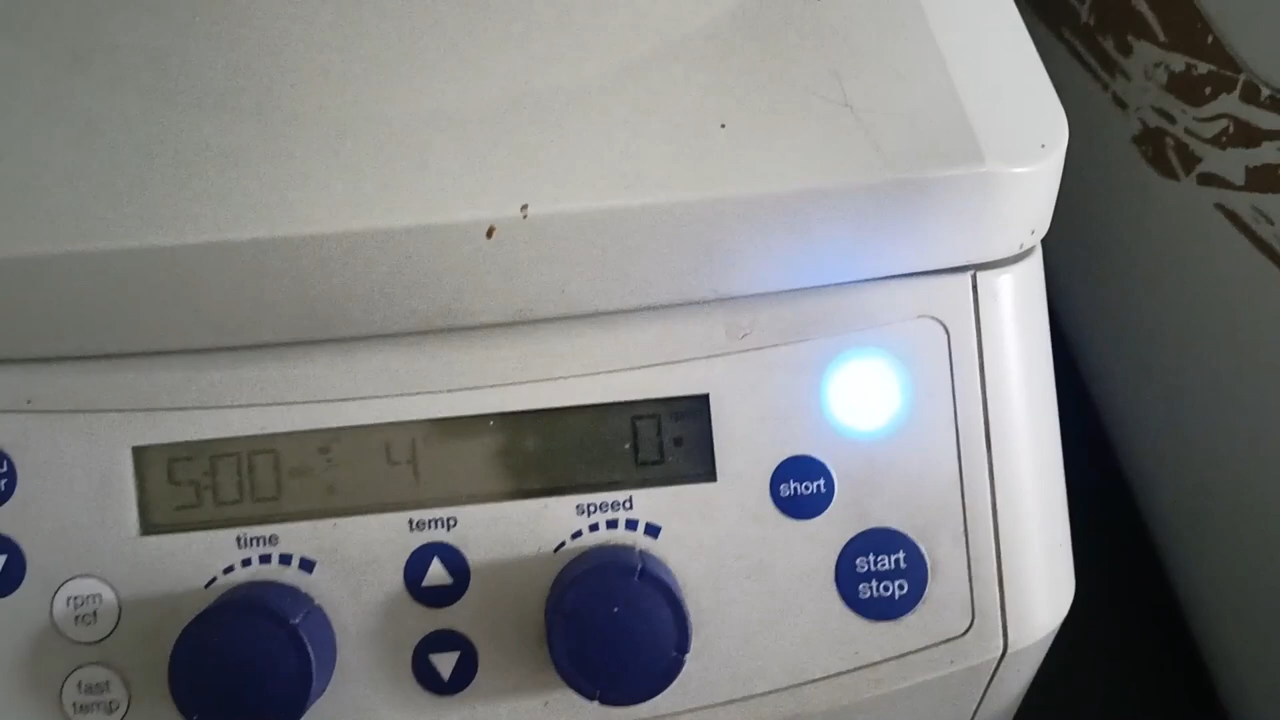 5:00 4 0
time
temp
speed
short
start
stop
rpm
rcf
fast
temp